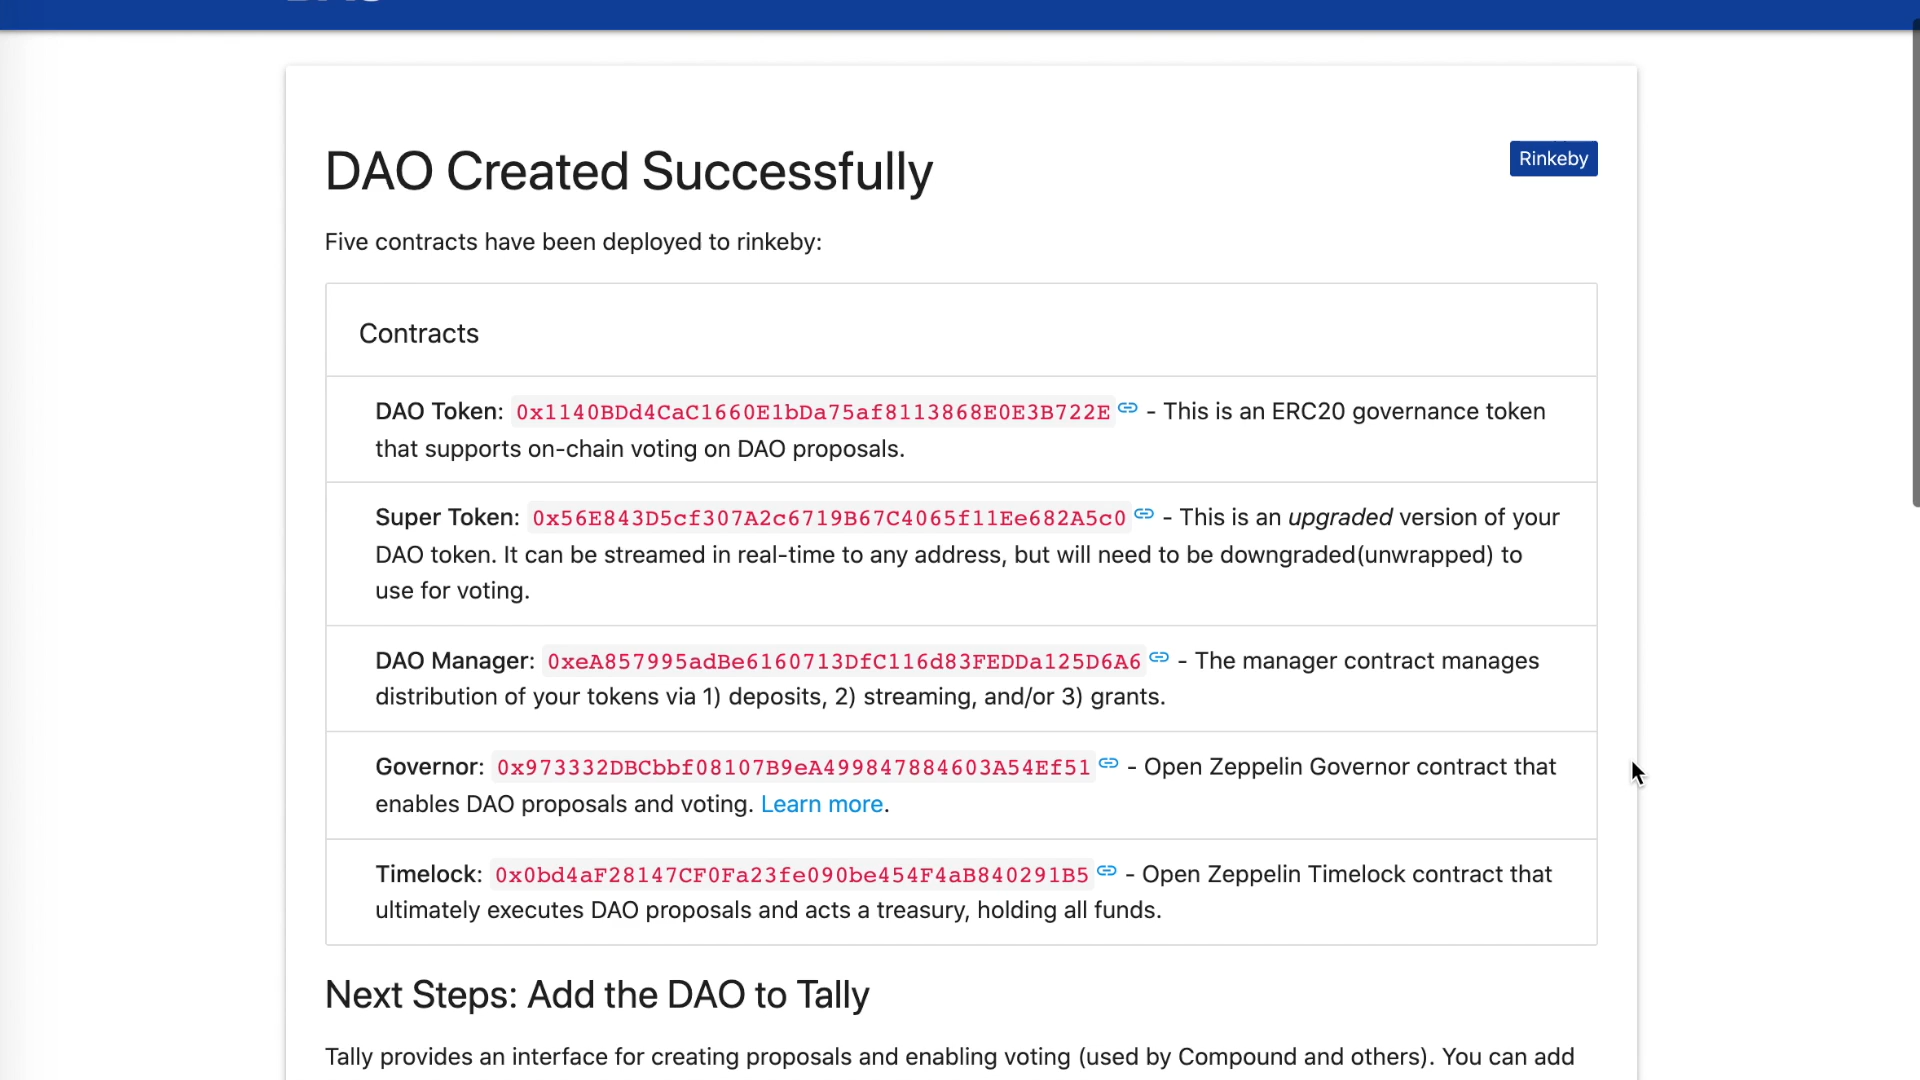 DAO Created Successfully
Rinkeby
Five contracts have been deployed to rinkeby:
Contracts
DAO Token: 0x1140BDd4CaC1660E1bDa75af8113868E0E3B722E - This is an ERC20 governance token
that supports on-chain voting on DAO proposals.
Super Token: 0x56E843D5cf307A2c6719B67C4065f11Ee682A5c0 - This is an upgraded version of your
DAO token. It can be streamed in real-time to any address, but will need to be downgraded(unwrapped) to
use for voting.
DAO Manager: 0xeA857995adBe6160713DfC116d83FEDDa125D6A6 - The manager contract manages
distribution of your tokens via 1) deposits, 2) streaming, and/or 3) grants.
Governor: 0x973332DBCbbf08107B9eA499847884603A54Ef51 - Open Zeppelin Governor contract that
enables DAO proposals and voting. Learn more.
Timelock: 0x0bd4aF28147CF0Fa23fe090be454F4aB840291B5 - Open Zeppelin Timelock contract that
ultimately executes DAO proposals and acts a treasury, holding all funds.
Next Steps: Add the DAO to Tally
Tally provides an interface for creating proposals and enabling voting (used by Compound and others). You can add